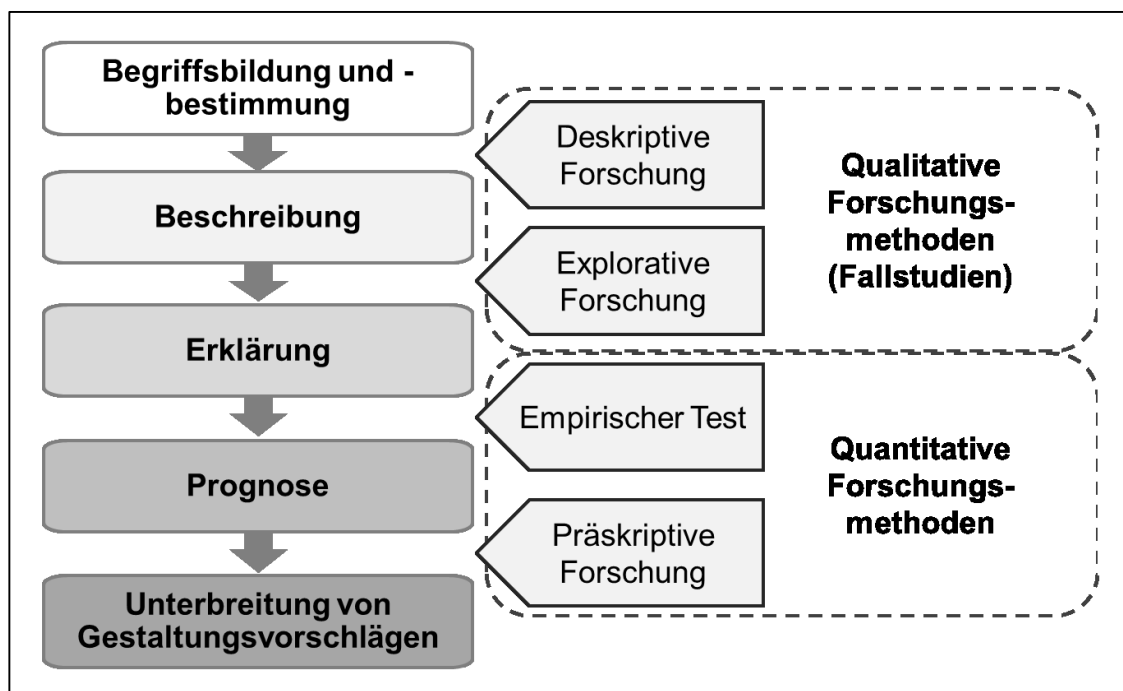 Begriffsbildung und -
bestimmung
Beschreibung
Erklärung
Prognose
Unterbreitung von
Gestaltungsvorschlägen
Deskriptive
Forschung
Explorative
Forschung
Empirischer Test
Präskriptive
Forschung
Qualitative
Forschungs-
methoden
(Fallstudien)
Quantitative
Forschungs-
methoden